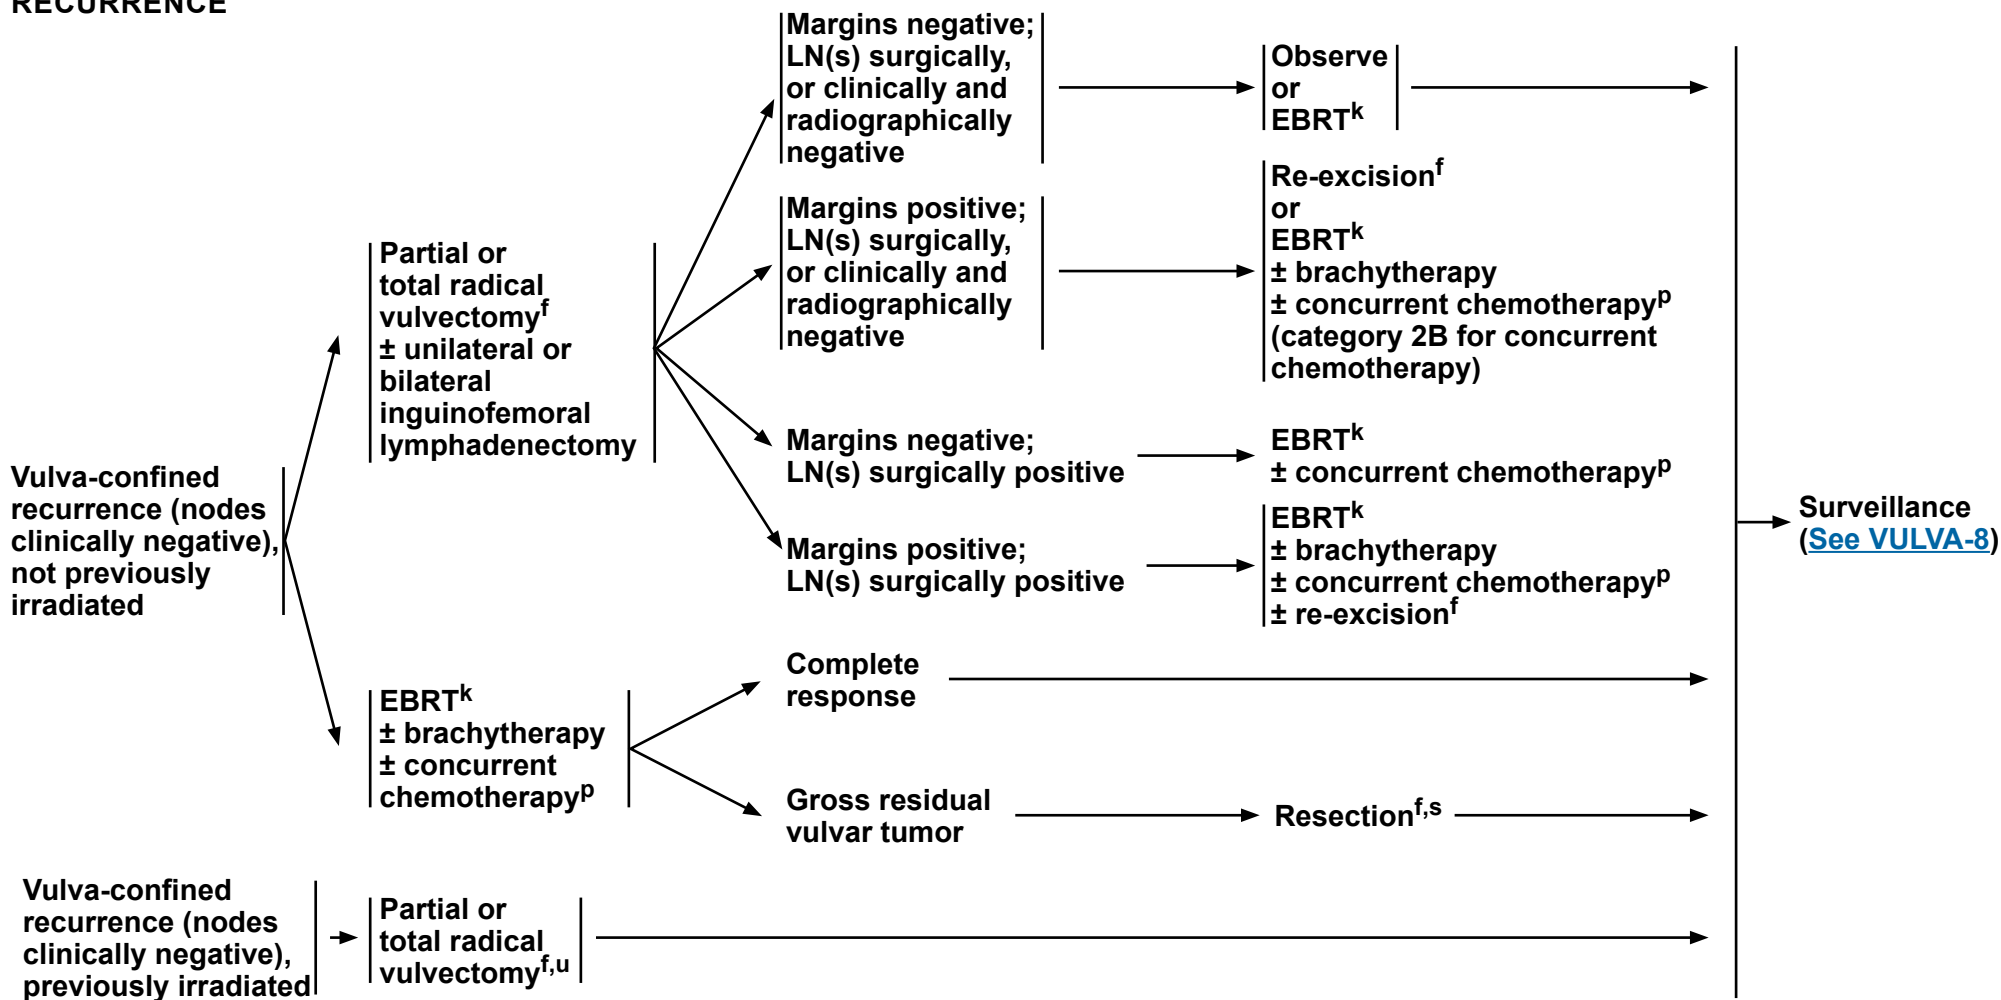 RECURRENCE
Vulva-confined
recurrence (nodes
clinically negative),
not previously
irradiated
Partial or
total radical
vulvectomyf
± unilateral or
bilateral
inguinofemoral
lymphadenectomy
Margins negative;
LN(s) surgically,
or clinically and
radiographically
negative
Observe
or
EBRTk
Margins positive;
LN(s) surgically,
or clinically and
radiographically
negative
Re-excisionf
or
EBRTk
± brachytherapy
± concurrent chemotherapyp
(category 2B for concurrent
chemotherapy)
Margins negative;
LN(s) surgically positive
EBRTk
± concurrent chemotherapyp
Margins positive;
LN(s) surgically positive
EBRTk
± brachytherapy
± concurrent chemotherapyp
± re-excisionf
EBRTk
± brachytherapy
± concurrent
chemotherapyp
Complete
response
Gross residual
vulvar tumor
Resectionf,s
Surveillance
(See VULVA-8)
Vulva-confined
recurrence (nodes
clinically negative),
previously irradiated
Partial or
total radical
vulvectomyf,u